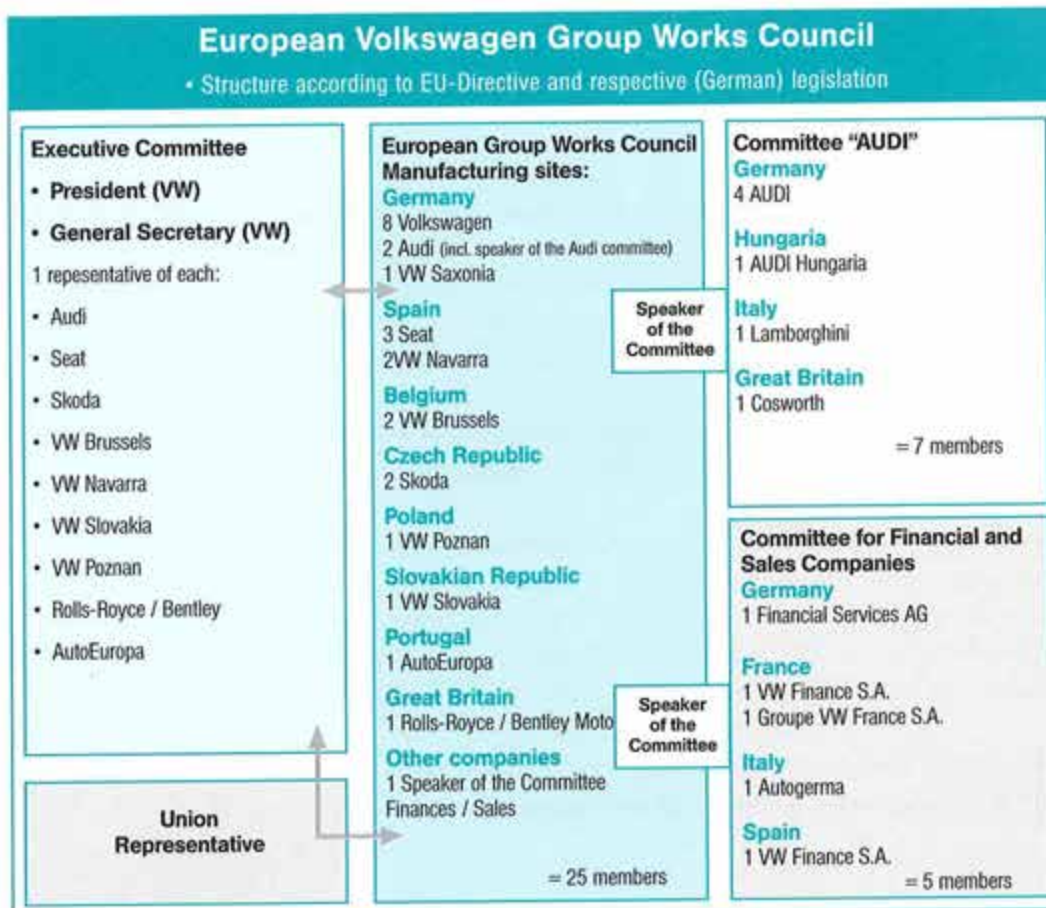 European Volkswagen Group Works Council
• Structure according to EU-Directive and respective (German) legislation
Executive Committee
• President (VW)
• General Secretary (VW)
1 repesentative of each:
• Audi
• Seat
• Skoda
• VW Brussels
• VW Navarra
• VW Slovakia
• VW Poznan
• Rolls-Royce / Bentley
• AutoEuropa
Union
Representative
European Group Works Council
Manufacturing sites:
Germany
8 Volkswagen
2 Audi (incl. speaker of the Audi committee)
1 VW Saxonia
Spain
3 Seat
2VW Navarra
Belgium
2 VW Brussels
Czech Republic
2 Skoda
Poland
1 VW Poznan
Slovakian Republic
1 VW Slovakia
Portugal
1 AutoEuropa
Great Britain
1 Rolls-Royce / Bentley Moto
Other companies
1 Speaker of the Committee
Finances / Sales
= 25 members
Speaker
of the
Committee
Speaker
of the
Committee
Committee "AUDI"
Germany
4 AUDI
Hungaria
1 AUDI Hungaria
Italy
1 Lamborghini
Great Britain
1 Cosworth
= 7 members
Committee for Financial and
Sales Companies
Germany
1 Financial Services AG
France
1 VW Finance S.A.
1 Groupe VW France S.A.
Italy
1 Autogerma
Spain
1 VW Finance S.A.
= 5 members